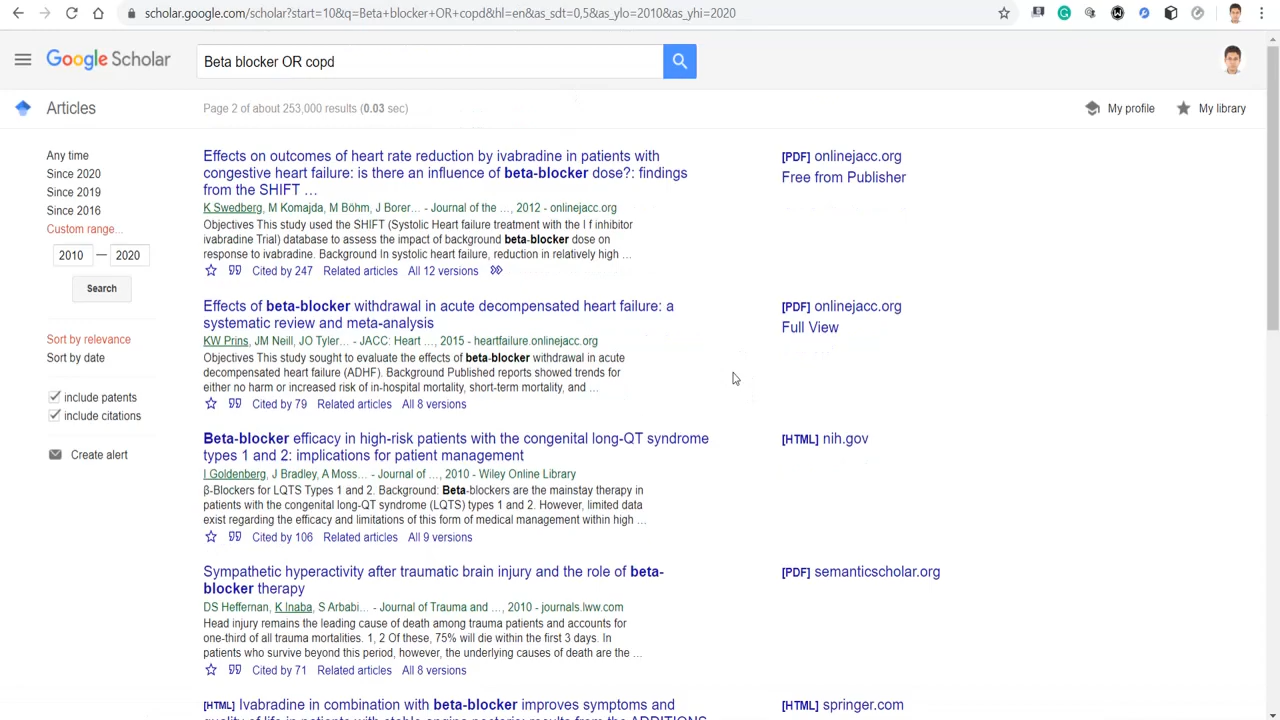 scholar.google.com/scholar?start=10&q=Beta+blocker+OR+copd&hl=en&as_sdt=0,5&as_ylo=2010&as_yhi=2020
Google Scholar
Beta blocker OR copd
Articles
Page 2 of about 253,000 results (0.03 sec)
My profile
My library
Any time
Since 2020
Since 2019
Since 2016
Custom range...
2010 — 2020
Search
Sort by relevance
Sort by date
include patents
include citations
Create alert
Effects on outcomes of heart rate reduction by ivabradine in patients with
congestive heart failure: is there an influence of beta-blocker dose?: findings
from the SHIFT …
K Swedberg, M Komajda, M Böhm, J Borer… - Journal of the …, 2012 - onlinejacc.org
Objectives This study used the SHIFT (Systolic Heart failure treatment with the I f inhibitor
ivabradine Trial) database to assess the impact of background beta-blocker dose on
response to ivabradine. Background In systolic heart failure, reduction in relatively high ...
Cited by 247 Related articles All 12 versions
[PDF] onlinejacc.org
Free from Publisher
Effects of beta-blocker withdrawal in acute decompensated heart failure: a
systematic review and meta-analysis
KW Prins, JM Neill, JO Tyler… - JACC: Heart …, 2015 - heartfailure.onlinejacc.org
Objectives This study sought to evaluate the effects of beta-blocker withdrawal in acute
decompensated heart failure (ADHF). Background Published reports showed trends for
either no harm or increased risk of in-hospital mortality, short-term mortality, and ...
Cited by 79 Related articles All 8 versions
[PDF] onlinejacc.org
Full View
Beta-blocker efficacy in high-risk patients with the congenital long-QT syndrome
types 1 and 2: implications for patient management
I Goldenberg, J Bradley, A Moss… - Journal of …, 2010 - Wiley Online Library
β-Blockers for LQTS Types 1 and 2. Background: Beta-blockers are the mainstay therapy in
patients with the congenital long-QT syndrome (LQTS) types 1 and 2. However, limited data
exist regarding the efficacy and limitations of this form of medical management within high ...
Cited by 106 Related articles All 9 versions
[HTML] nih.gov
Sympathetic hyperactivity after traumatic brain injury and the role of beta-
blocker therapy
DS Heffernan, K Inaba, S Arbabi… - Journal of Trauma and …, 2010 - journals.lww.com
Head injury remains the leading cause of death among trauma patients and accounts for
one-third of all trauma mortalities. 1, 2 Of these, 75% will die within the first 3 days. In
patients who survive beyond this period, however, the underlying causes of death are the ...
Cited by 71 Related articles All 8 versions
[PDF] semanticscholar.org
[HTML] Ivabradine in combination with beta-blocker improves symptoms and
[HTML] springer.com